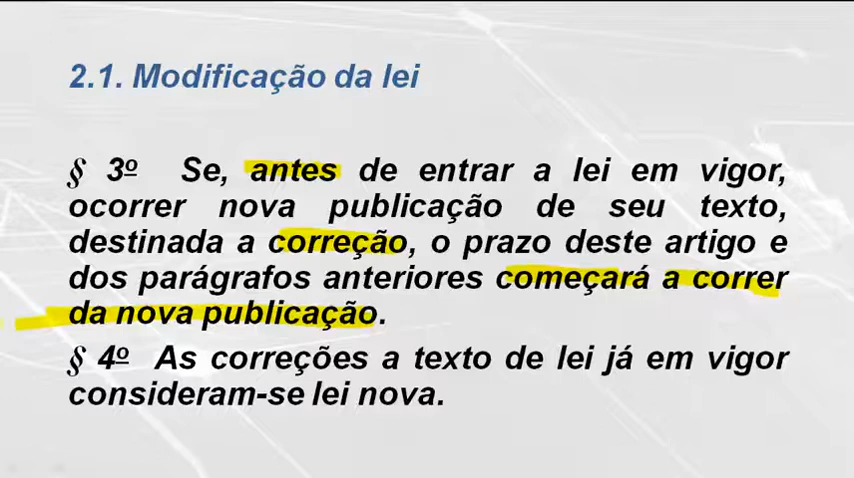 2.1. Modificação da lei
§ 3º Se, antes de entrar a lei em vigor,
ocorrer nova publicação de seu texto,
destinada a correção, o prazo deste artigo e
dos parágrafos anteriores começará a correr
da nova publicação.
§ 4º As correções a texto de lei já em vigor
consideram-se lei nova.